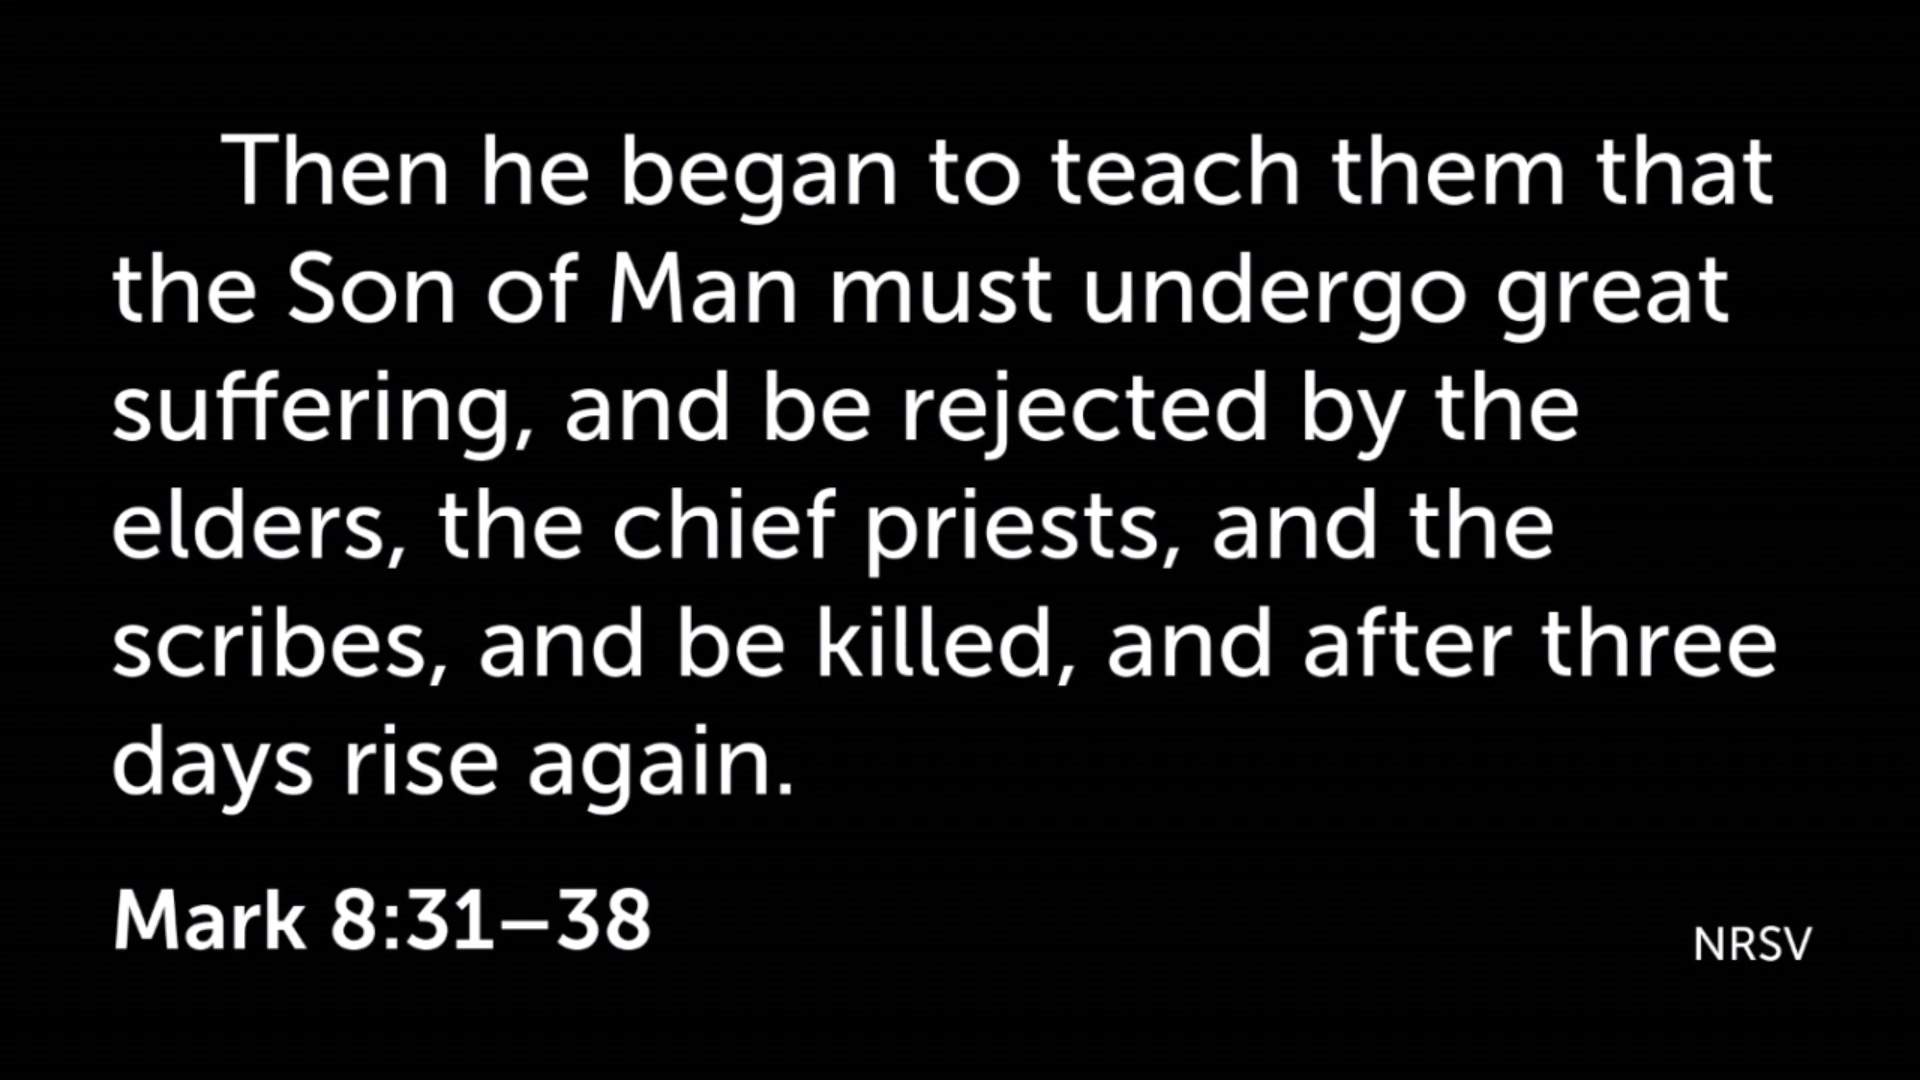 Then he began to teach them that
the Son of Man must undergo great
suffering, and be rejected by the
elders, the chief priests, and the
scribes, and be killed, and after three
days rise again.
Mark 8:31–38
NRSV